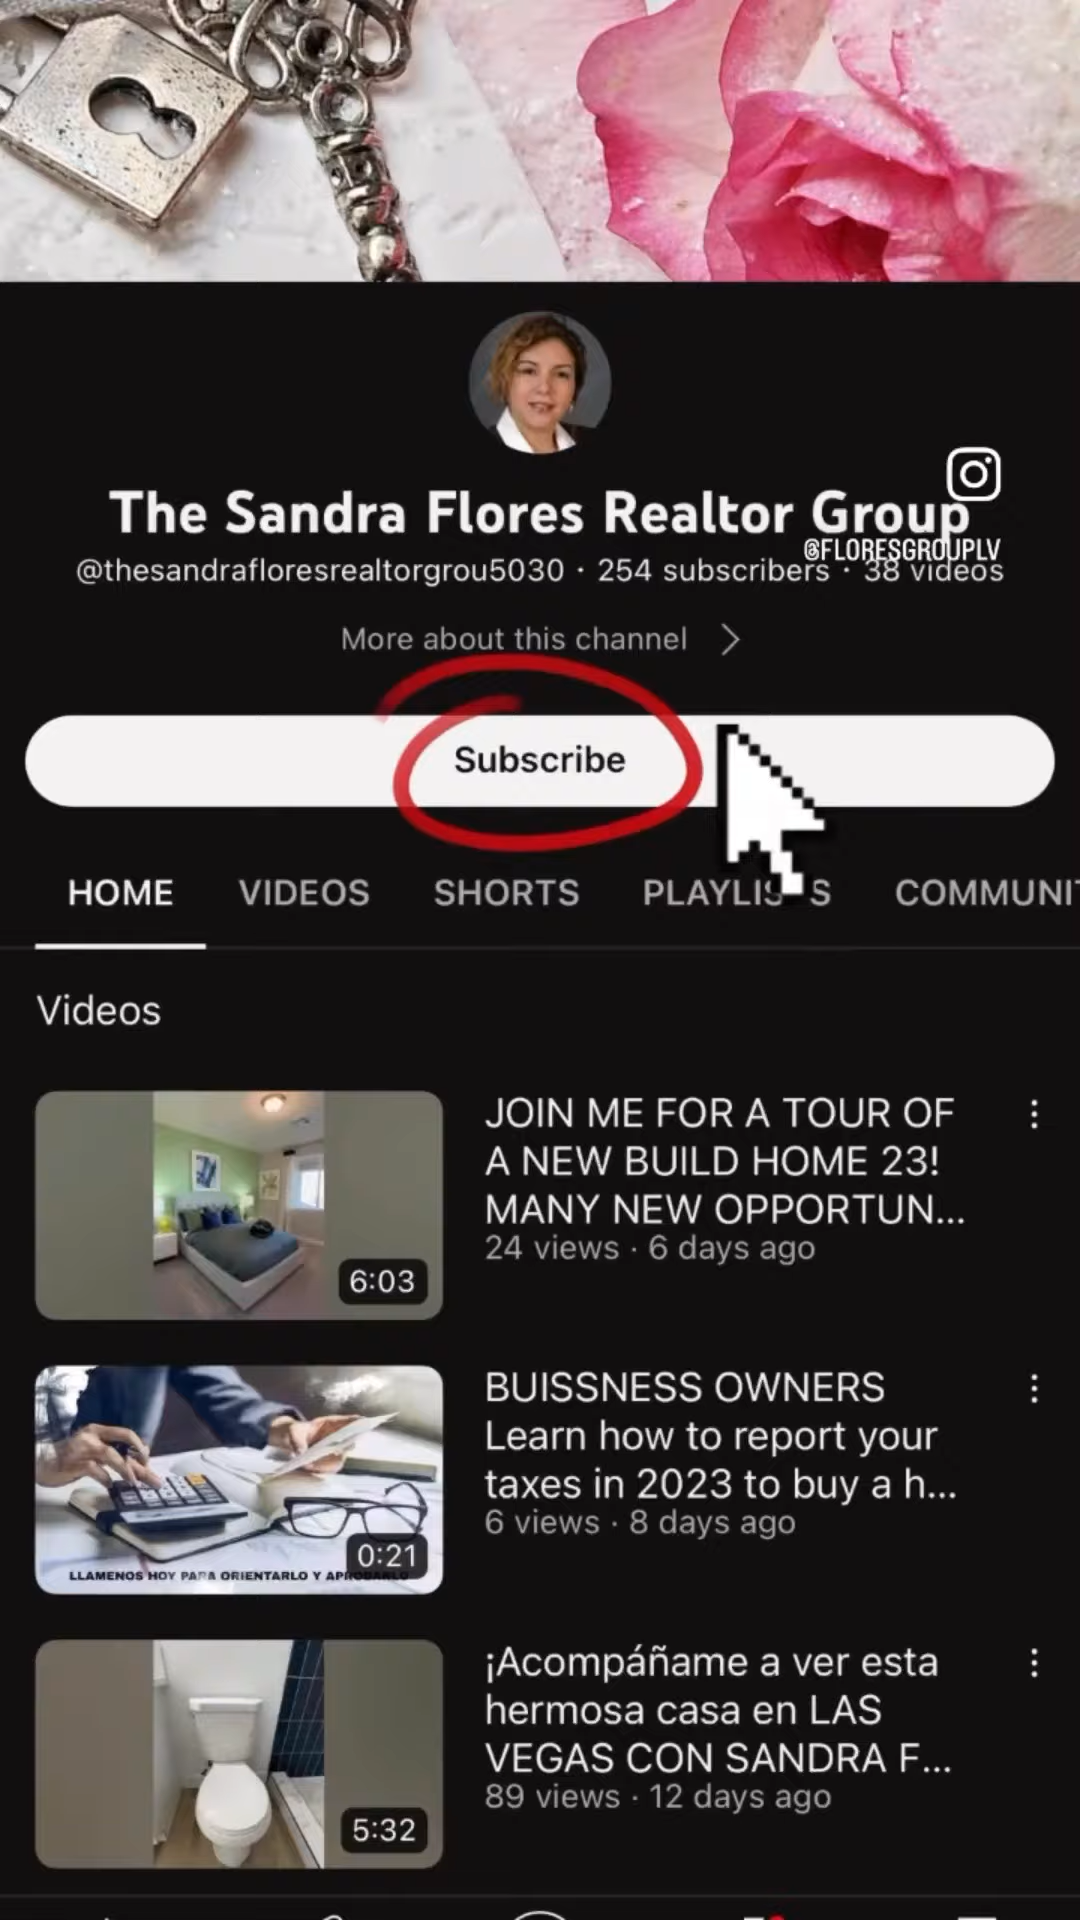 The Sandra Flores Realtor Group
@FLORESGROUPLV
@thesandrafloresrealtorgrou5030 · 254 subscribers · 38 videos
More about this channel
Subscribe
HOME VIDEOS SHORTS PLAYLISTS COMMUNIT
Videos
JOIN ME FOR A TOUR OF
A NEW BUILD HOME 23!
MANY NEW OPPORTUN...
24 views · 6 days ago
6:03
BUISSNESS OWNERS
Learn how to report your
taxes in 2023 to buy a h...
6 views · 8 days ago
0:21
LLAMENOS HOY PARA ORIENTARLO Y APROBARLO
¡Acompáñame a ver esta
hermosa casa en LAS
VEGAS CON SANDRA F...
89 views · 12 days ago
5:32